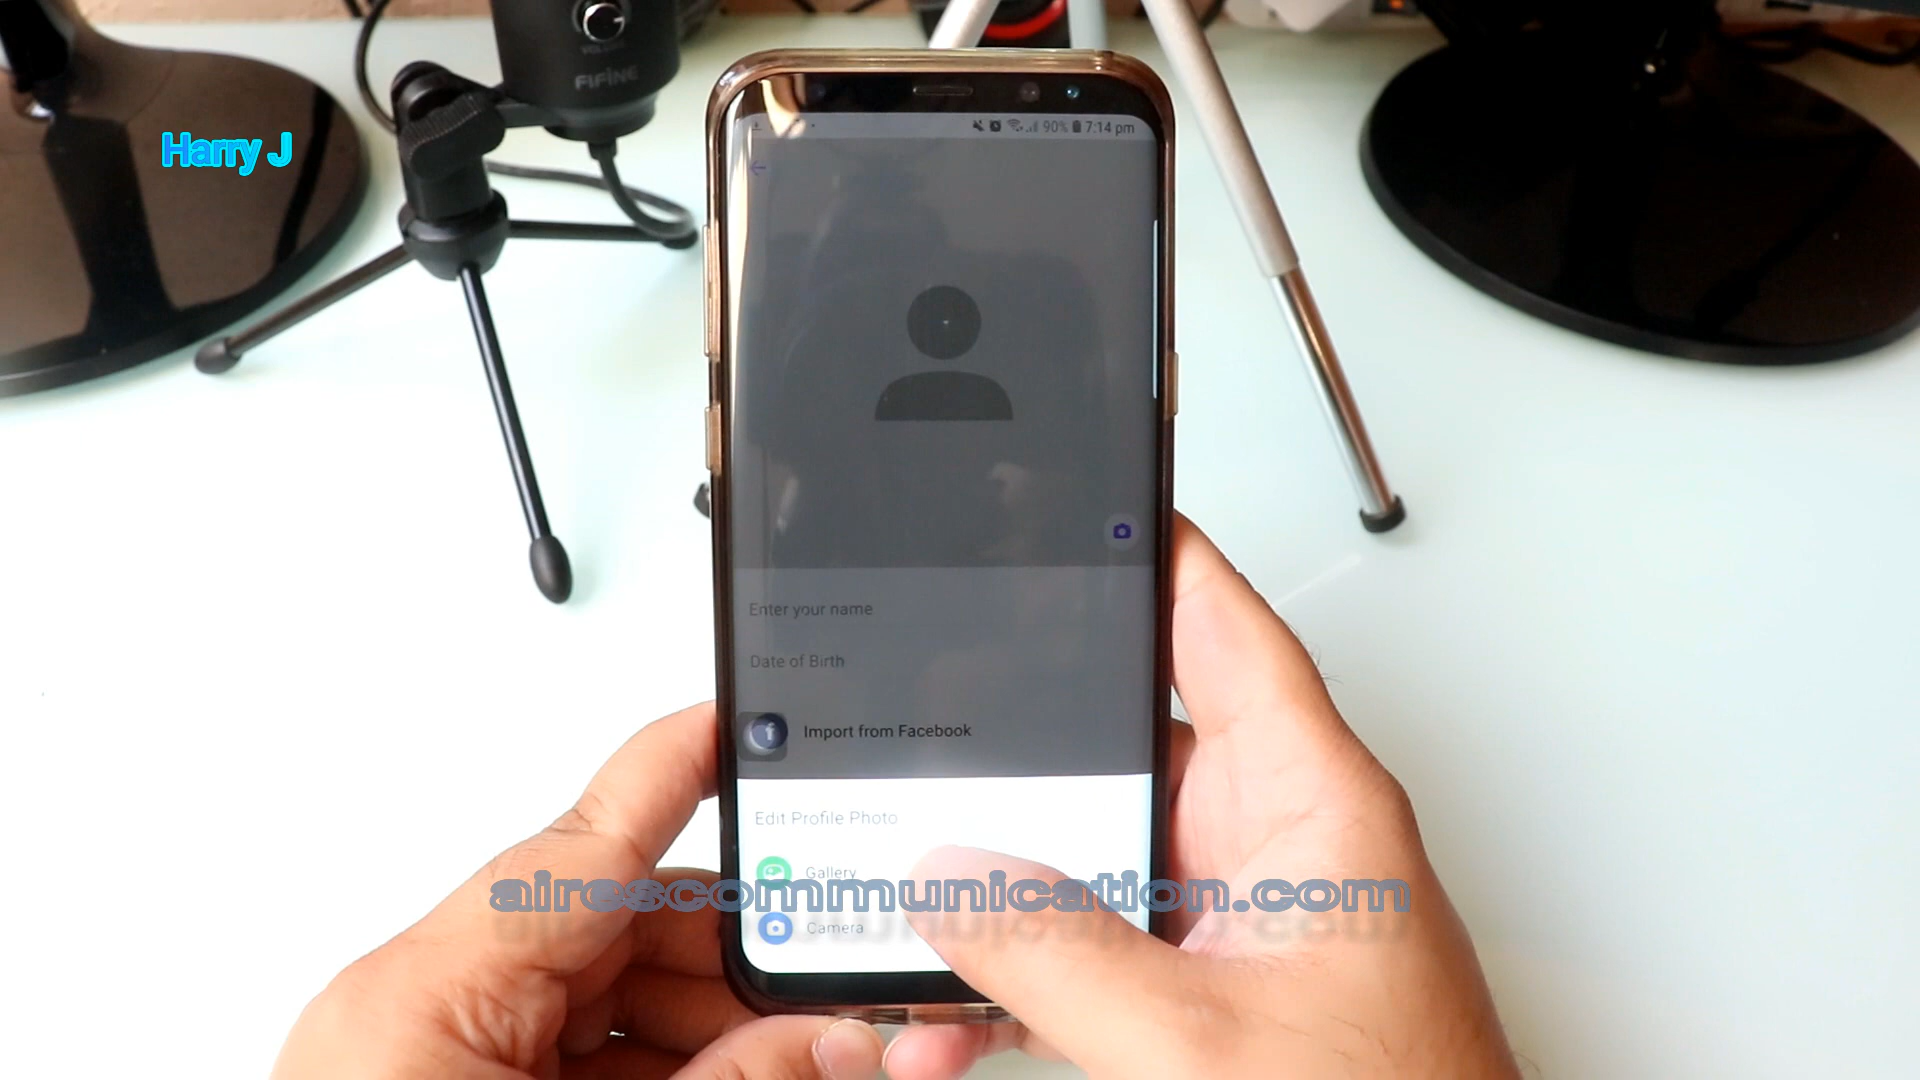 FIFINE
Harry J
90% 7:14 pm
Enter your name
Date of Birth
Import from Facebook
Edit Profile Photo
Gallery
airescommunication.com
Camera